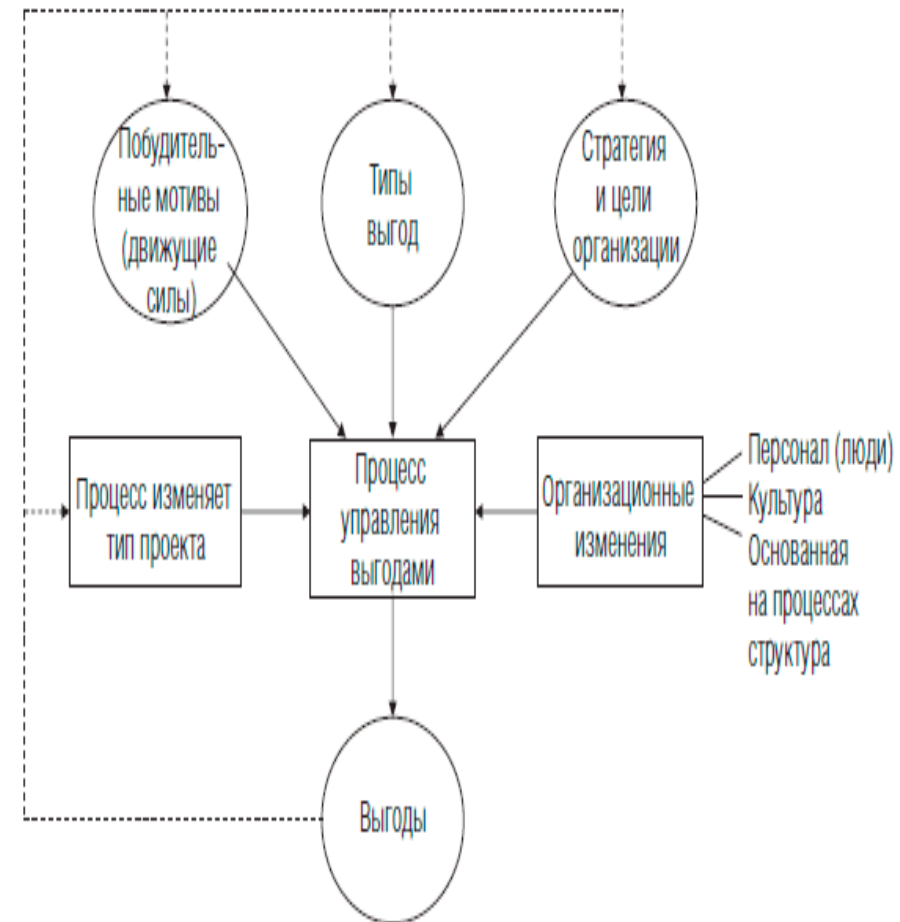 Побудитель-
ные мотивы
(движущие
силы)
Типы
выгод
Стратегия
и цели
организации
Процесс изменяет
тип проекта
Процесс
управления
выгодами
Организационные
изменения
Персонал (люди)
Культура
Основанная
на процессах
структура
Выгоды